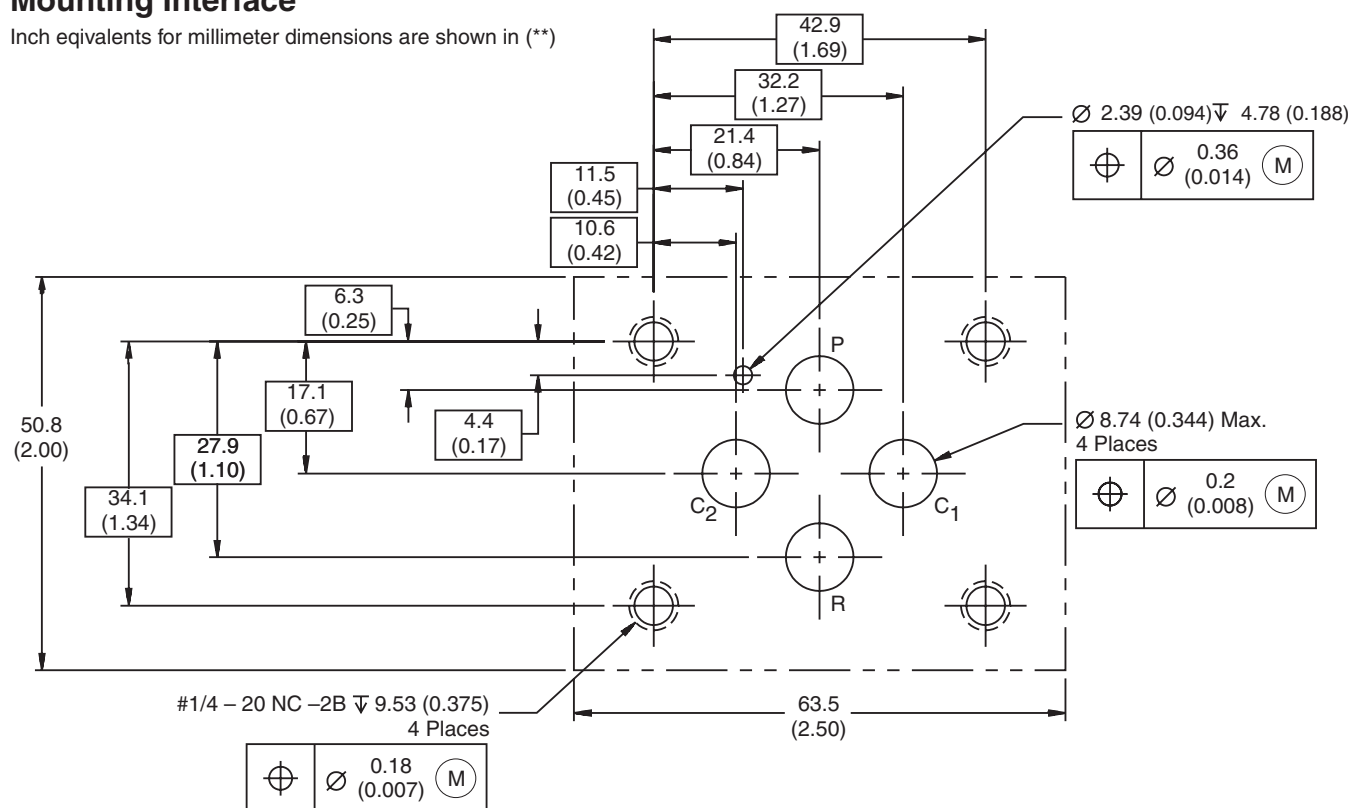 Mounting Interface
Inch eqivalents for millimeter dimensions are shown in (**)
42.9
(1.69)
32.2
(1.27)
21.4
(0.84)
11.5
(0.45)
10.6
(0.42)
⌀ 2.39 (0.094)↧ 4.78 (0.188)
⌖ ⌀ 0.36
(0.014) Ⓜ
6.3
(0.25)
17.1
(0.67)
4.4
(0.17)
27.9
(1.10)
34.1
(1.34)
50.8
(2.00)
P
C2
C1
R
⌀ 8.74 (0.344) Max.
4 Places
⌖ ⌀ 0.2
(0.008) Ⓜ
#1/4 – 20 NC –2B ↧ 9.53 (0.375)
4 Places
⌖ ⌀ 0.18
(0.007) Ⓜ
63.5
(2.50)